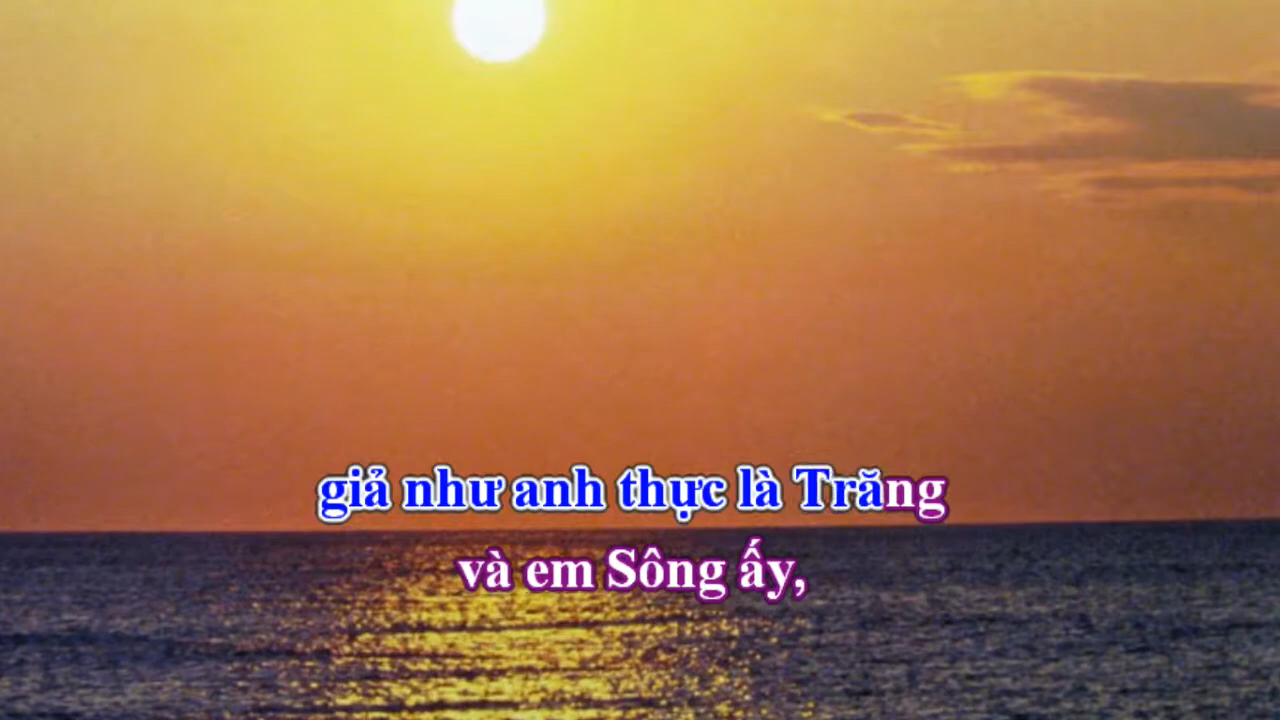 giả như anh thực là Trăng
và em Sông ấy,